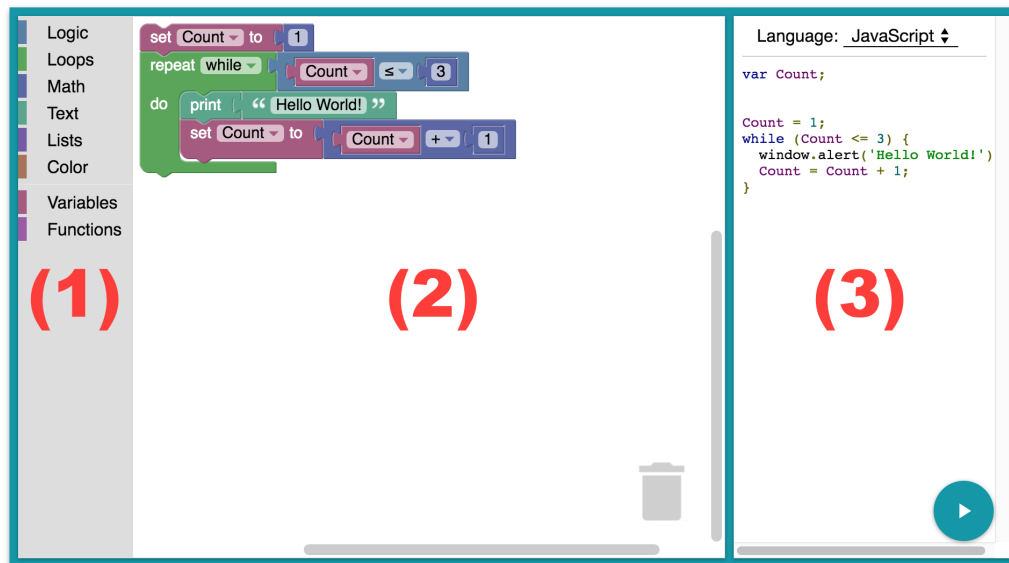 Logic
Loops
Math
Text
Lists
Color
Variables
Functions
(1)
set Count to 1
repeat while Count ≤ 3
do print “ Hello World! ”
set Count to Count + 1
(2)
Language: JavaScript
var Count;
Count = 1;
while (Count <= 3) {
  window.alert('Hello World!')
  Count = Count + 1;
}
(3)